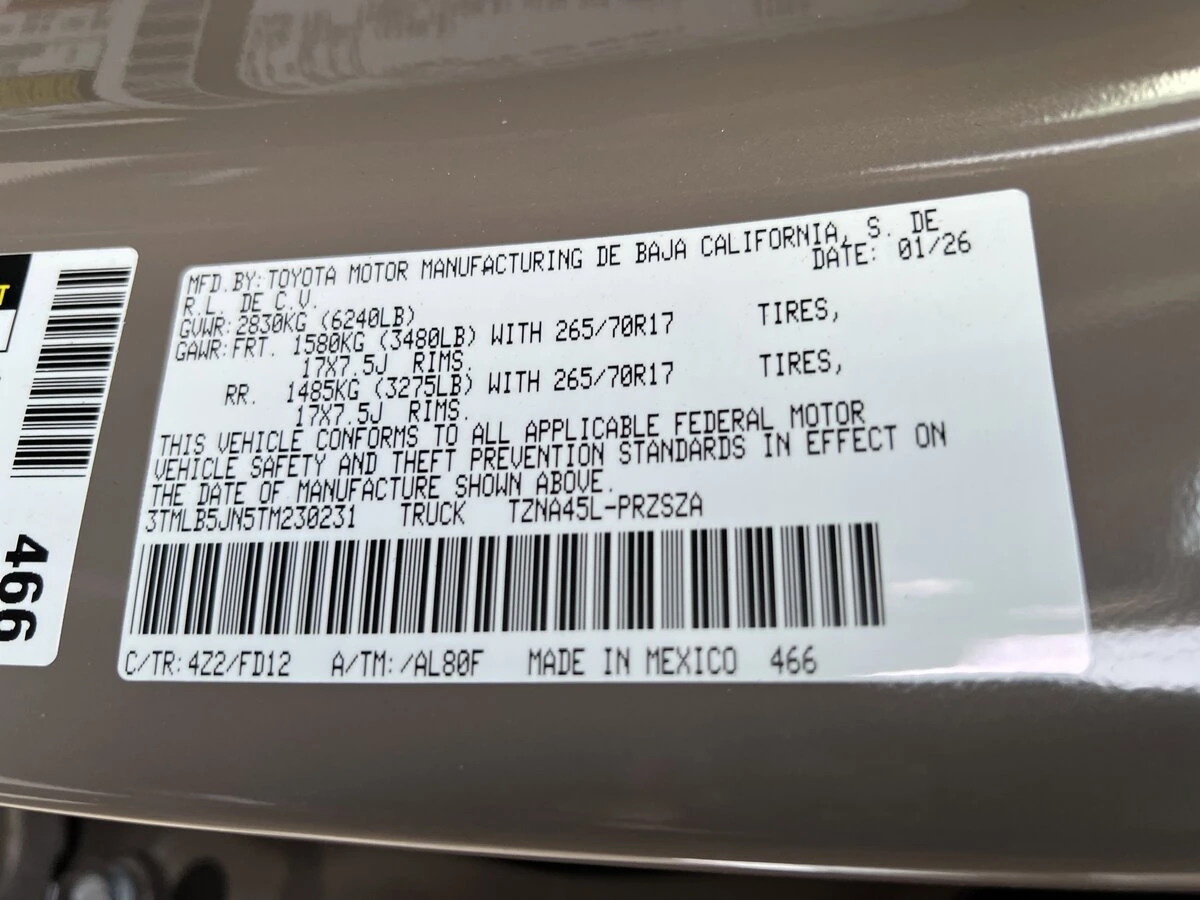 MFD.BY:TOYOTA MOTOR MANUFACTURING DE BAJA CALIFORNIA, S. DE
R.L. DE C.V. DATE: 01/26
GVWR:2830KG (6240LB)
GAWR:FRT. 1580KG (3480LB) WITH 265/70R17 TIRES,
17X7.5J RIMS.
RR. 1485KG (3275LB) WITH 265/70R17 TIRES,
17X7.5J RIMS.
THIS VEHICLE CONFORMS TO ALL APPLICABLE FEDERAL MOTOR
VEHICLE SAFETY AND THEFT PREVENTION STANDARDS IN EFFECT ON
THE DATE OF MANUFACTURE SHOWN ABOVE.
3TMLB5JN5TM230231 TRUCK TZNA45L-PRZSZA
C/TR:4Z2/FD12 A/TM:/AL80F MADE IN MEXICO 466
466